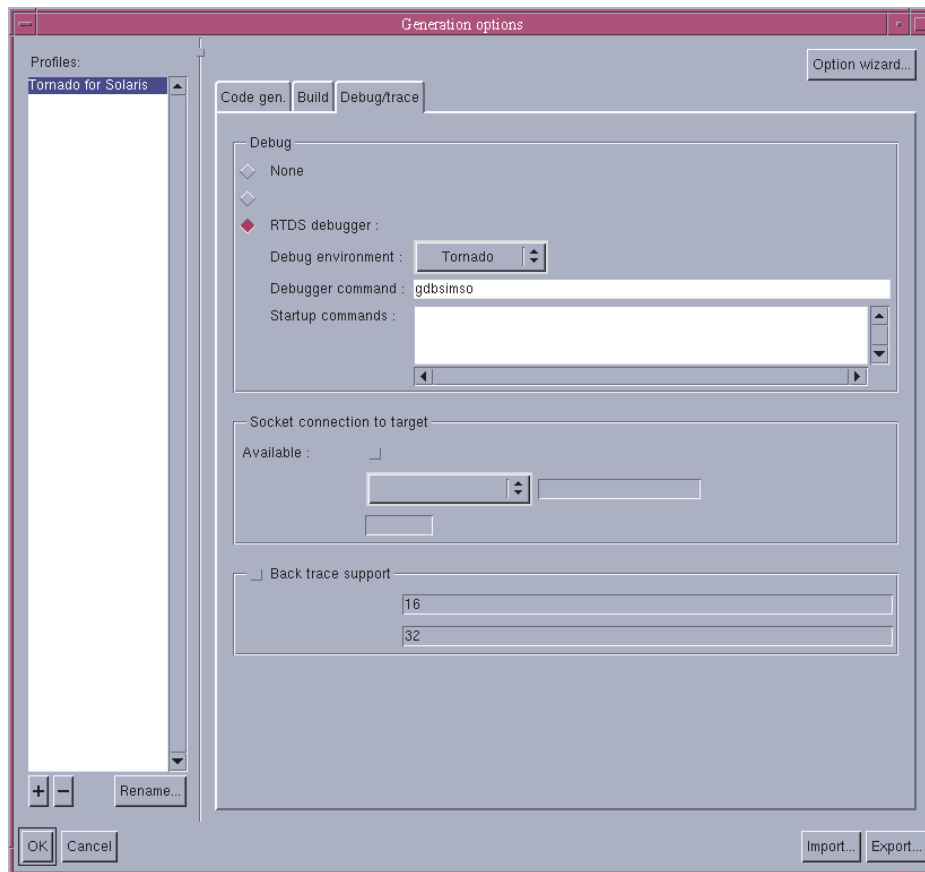 Generation options
Profiles:
Option wizard...
Tornado for Solaris
Code gen. Build Debug/trace
Debug
None
RTDS debugger :
Debug environment : Tornado
Debugger command : gdbsimso
Startup commands :
Socket connection to target
Available :
Back trace support
16
32
+ − Rename...
OK Cancel Import... Export...